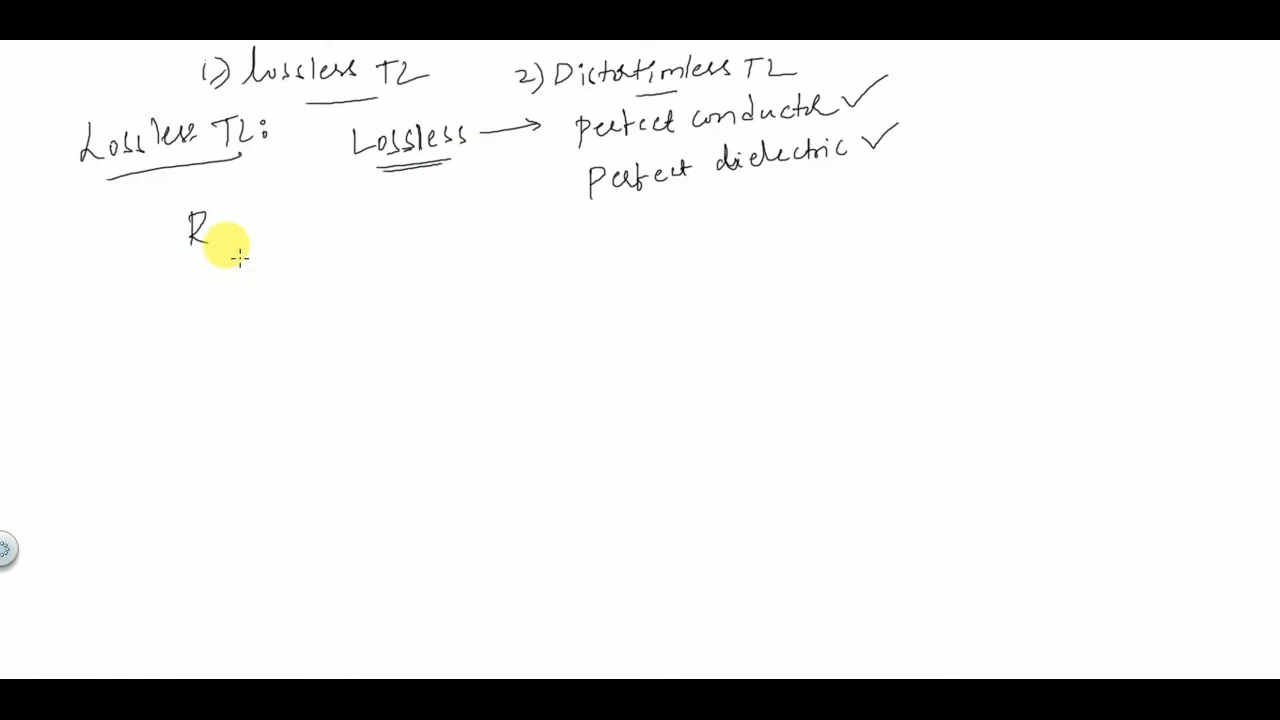 1) Lossless TL 2) Distortionless TL
Lossless TL: Lossless → perfect conductor ✓
perfect dielectric ✓
R